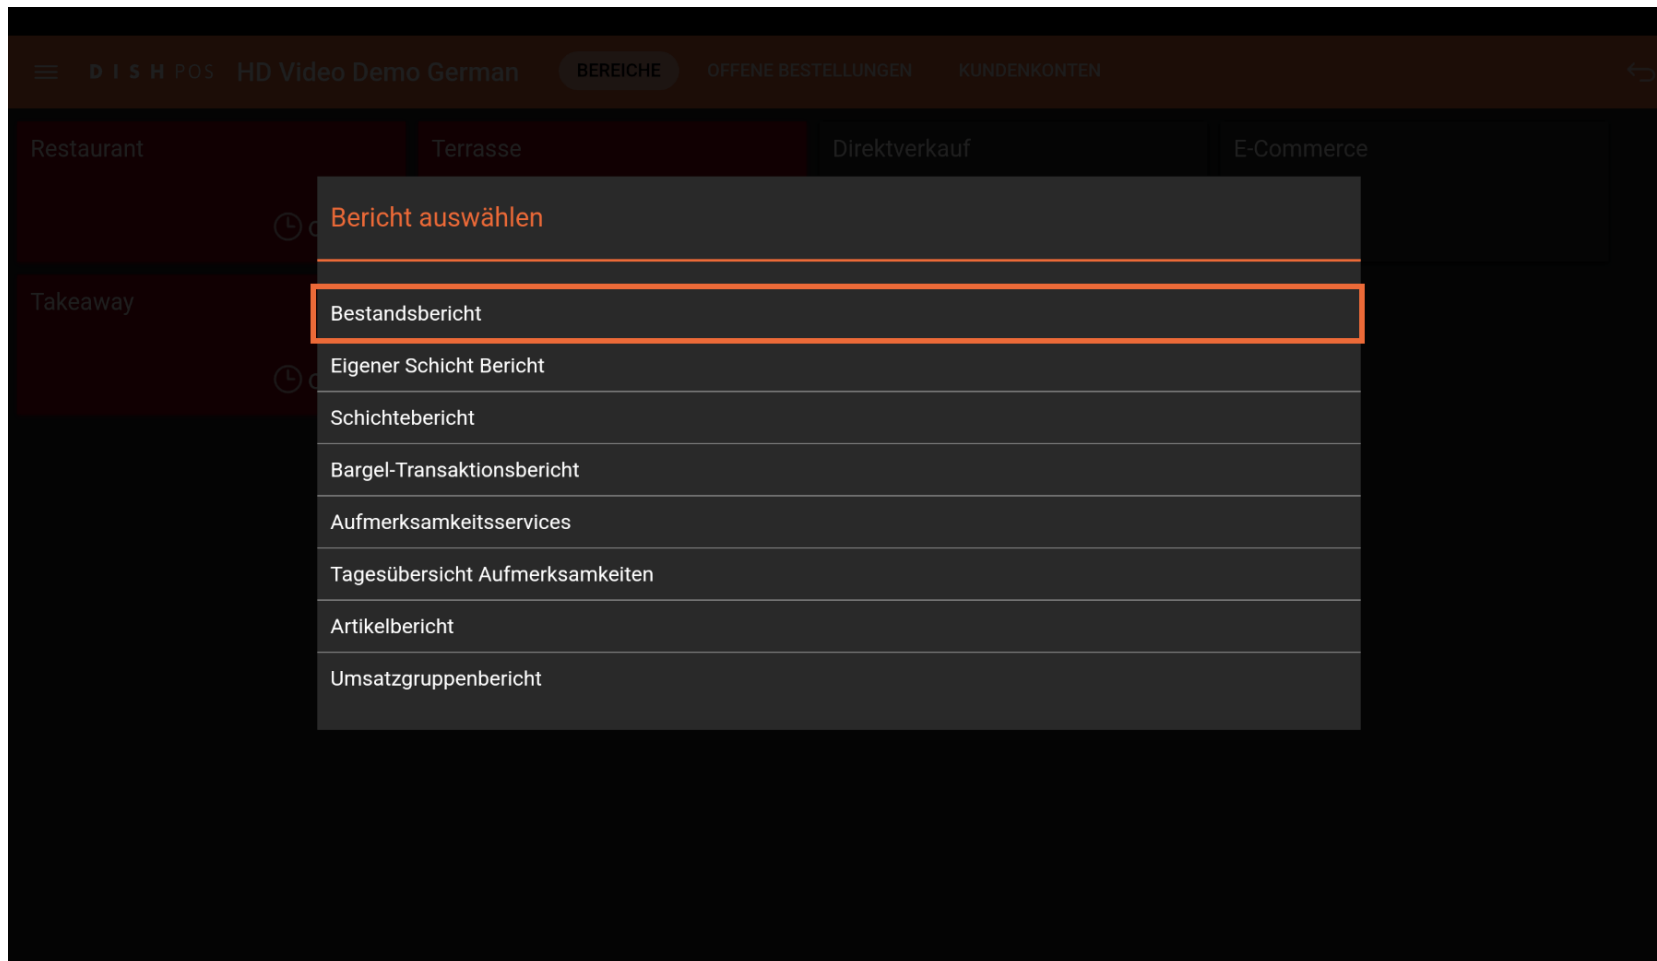 DISH POS HD Video Demo German BEREICHE OFFENE BESTELLUNGEN KUNDENKONTEN
Restaurant Terrasse Direktverkauf E-Commerce
Bericht auswählen
Takeaway
Bestandsbericht
Eigener Schicht Bericht
Schichtebericht
Bargel-Transaktionsbericht
Aufmerksamkeitsservices
Tagesübersicht Aufmerksamkeiten
Artikelbericht
Umsatzgruppenbericht